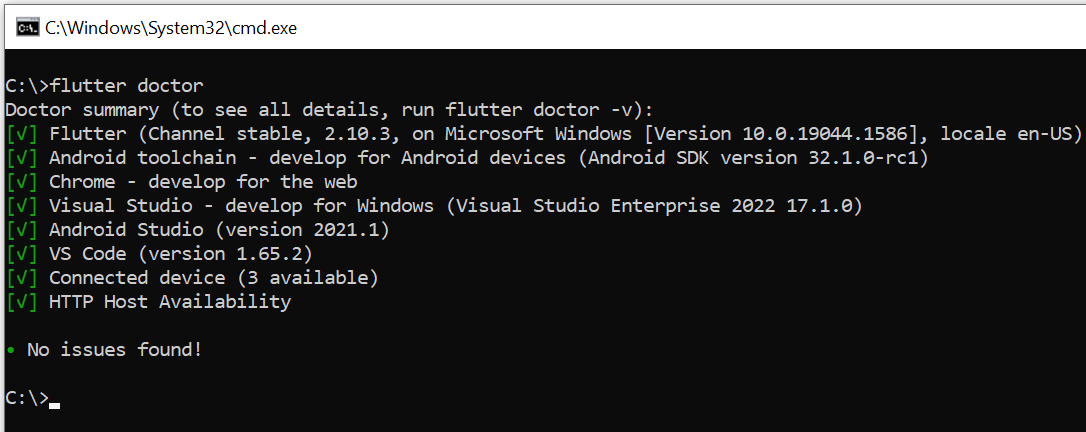 C:\Windows\System32\cmd.exe
C:\>flutter doctor
Doctor summary (to see all details, run flutter doctor -v):
[√] Flutter (Channel stable, 2.10.3, on Microsoft Windows [Version 10.0.19044.1586], locale en-US)
[√] Android toolchain - develop for Android devices (Android SDK version 32.1.0-rc1)
[√] Chrome - develop for the web
[√] Visual Studio - develop for Windows (Visual Studio Enterprise 2022 17.1.0)
[√] Android Studio (version 2021.1)
[√] VS Code (version 1.65.2)
[√] Connected device (3 available)
[√] HTTP Host Availability
• No issues found!
C:\>